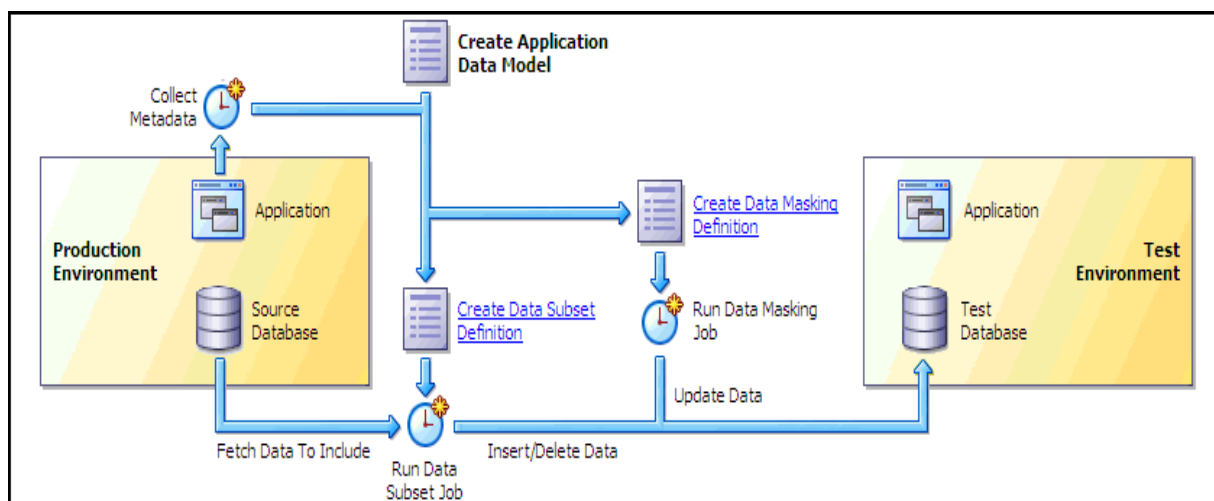 Create Application
Data Model
Collect
Metadata
Application
Production
Environment
Source
Database
Create Data Masking
Definition
Create Data Subset
Definition
Run Data Masking
Job
Application
Test
Environment
Test
Database
Update Data
Fetch Data To Include
Insert/Delete Data
Run Data
Subset Job